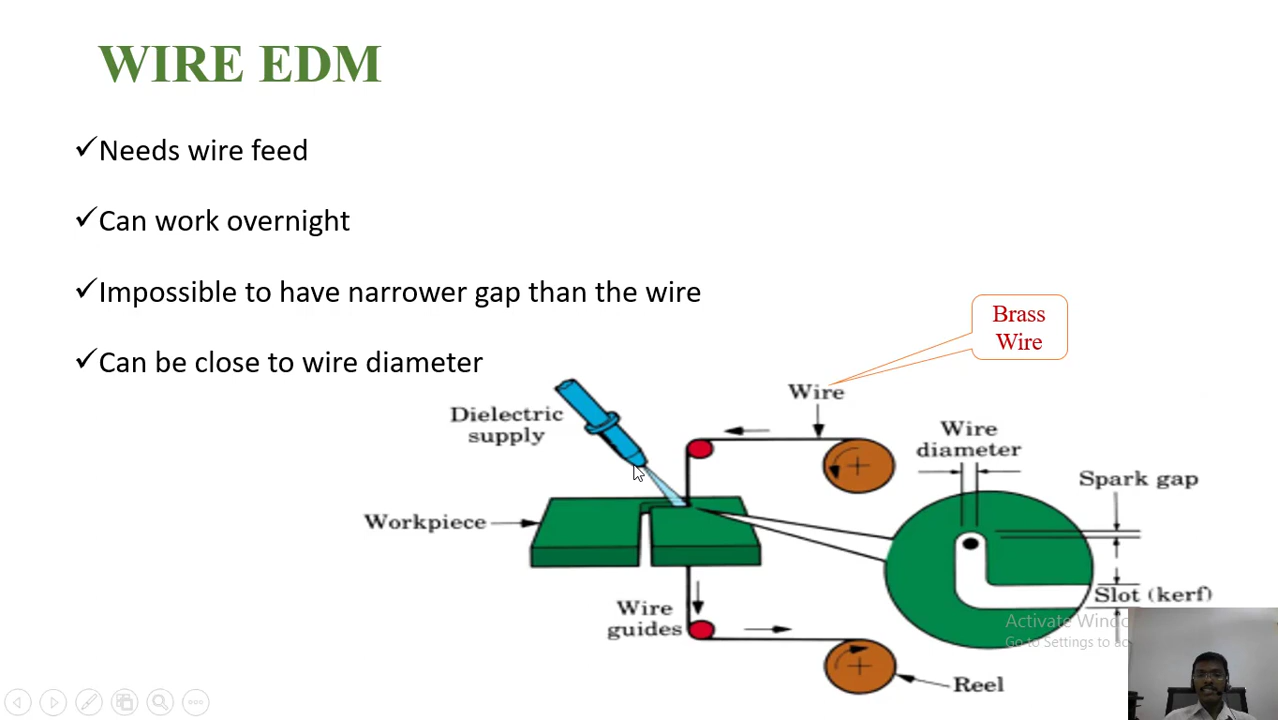 WIRE EDM
✓Needs wire feed
✓Can work overnight
✓Impossible to have narrower gap than the wire
✓Can be close to wire diameter
Brass
Wire
Wire
Dielectric
supply
Wire
diameter
Spark gap
Workpiece
Slot (kerf)
Wire
guides
Activate
Go to Settings to
Reel